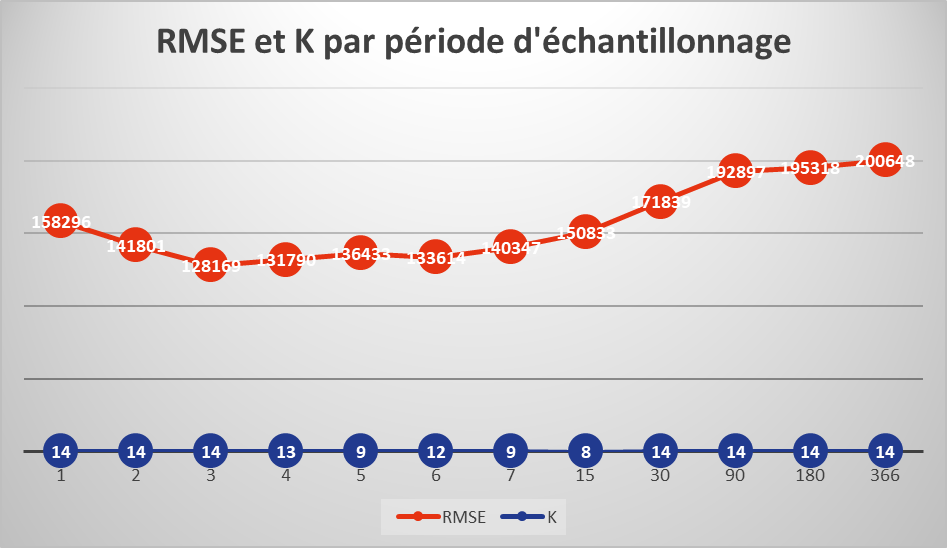 RMSE et K par période d'échantillonnage
158296 141801 128169 131790 136433 133614 140347 150833 171839 192897 195318 200648
14 14 14 13 9 12 9 8 14 14 14 14
1 2 3 4 5 6 7 15 30 90 180 366
RMSE K